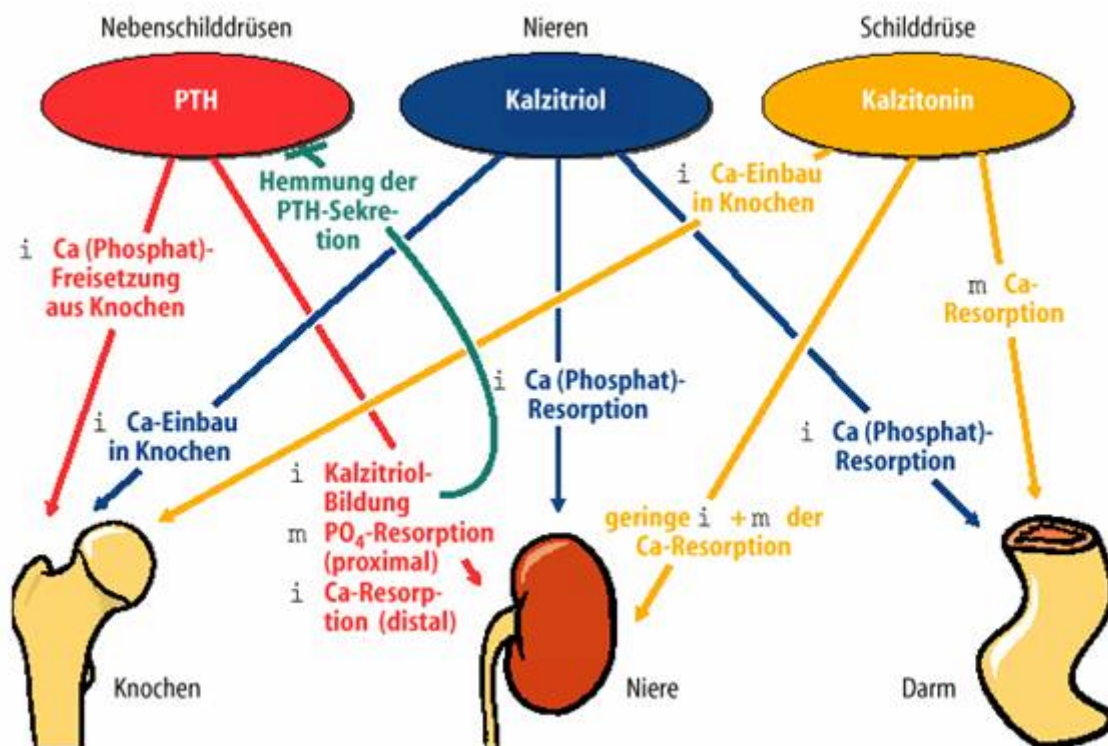 Nebenschilddrüsen
Nieren
Schilddrüse
PTH
Kalzitriol
Kalzitonin
Hemmung der
PTH-Sekre-
tion
i Ca-Einbau
in Knochen
i Ca (Phosphat)-
Freisetzung
aus Knochen
m Ca-
Resorption
i Ca (Phosphat)-
Resorption
i Ca-Einbau
in Knochen
i Ca (Phosphat)-
Resorption
i Kalzitriol-
Bildung
m PO₄-Resorption
(proximal)
i Ca-Resorp-
tion (distal)
geringe i + m der
Ca-Resorption
Knochen
Niere
Darm